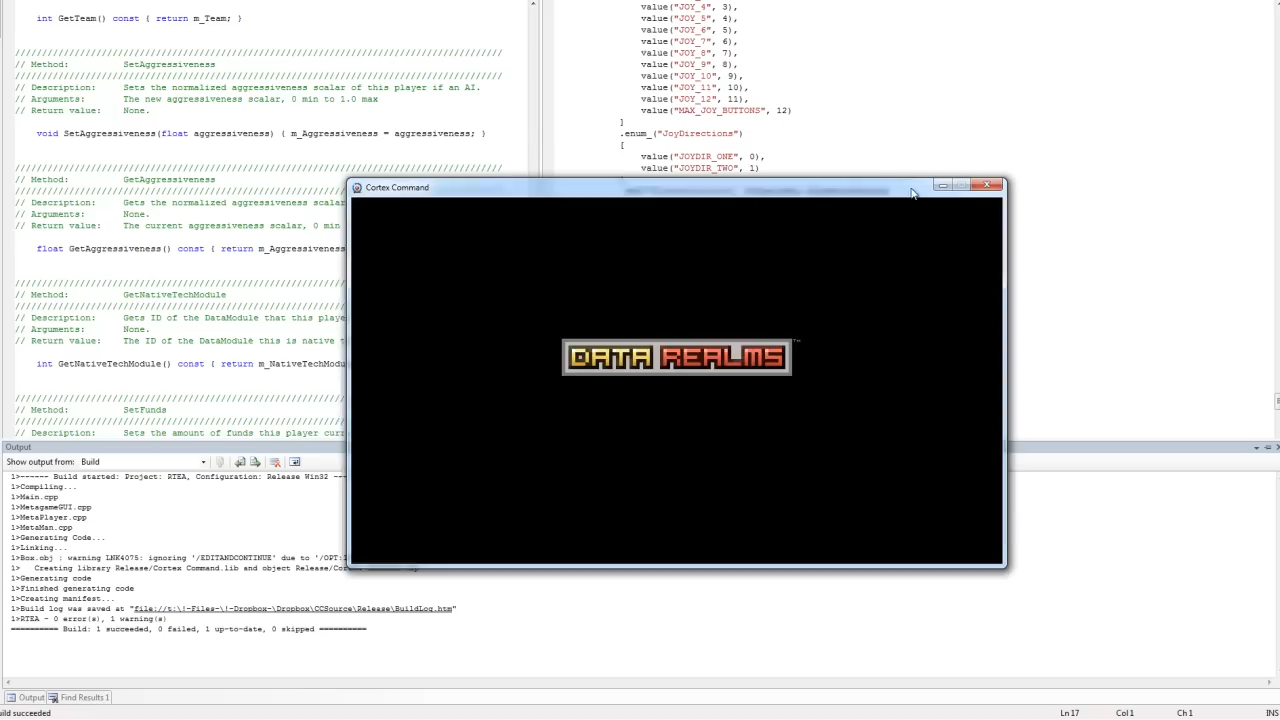 int GetTeam() const { return m_Team; }
//////////////////////////////////////////////////////////////////////////////////////////
// Method:        SetAggressiveness
//////////////////////////////////////////////////////////////////////////////////////////
// Description:   Sets the normalized aggressiveness scalar of this player if an AI.
// Arguments:     The new aggressiveness scalar, 0 min to 1.0 max
// Return value:  None.
void SetAggressiveness(float aggressiveness) { m_Aggressiveness = aggressiveness; }
//////////////////////////////////////////////////////////////////////////////////////////
// Method:        GetAggressiveness
// Description:   Gets the normalized aggressiveness scalar
// Arguments:     None.
// Return value:  The current aggressiveness scalar, 0 min
float GetAggressiveness() const { return m_Aggressiveness
// Method:        GetNativeTechModule
// Description:   Gets ID of the DataModule that this
// Arguments:     None.
// Return value:  The ID of the DataModule this is native
int GetNativeTechModule() const { return
// Method:        SetFunds
// Description:   Sets the amount of funds this player
value("JOY_4", 3),
value("JOY_5", 4),
value("JOY_6", 5),
value("JOY_7", 6),
value("JOY_8", 7),
value("JOY_9", 8),
value("JOY_10", 9),
value("JOY_11", 10),
value("JOY_12", 11),
value("MAX_JOY_BUTTONS", 12)
]
.enum_("JoyDirections")
[
value("JOYDIR_ONE", 0),
value("JOYDIR_TWO", 1)
Cortex Command
DATA REALMS™
Output
Show output from: Build
1>------ Build started: Project: RTEA, Configuration: Release Win32
1>Compiling...
1>Main.cpp
1>MetagameGUI.cpp
1>MetaPlayer.cpp
1>MetaMan.cpp
1>Generating Code...
1>Linking...
1>Box.obj : warning LNK4075: ignoring '/EDITANDCONTINUE' due to
1>   Creating library Release/Cortex Command.lib and object
1>Generating code
1>Finished generating code
1>Creating manifest...
1>Build log was saved at "file://t:\!-Files-\!-Dropbox-\Dropbox\CCSource\Release\BuildLog.htm"
1>RTEA - 0 error(s), 1 warning(s)
========== Build: 1 succeeded, 0 failed, 1 up-to-date, 0 skipped ==========
Output Find Results 1
succeeded Ln 17 Col 1 Ch 1 INS